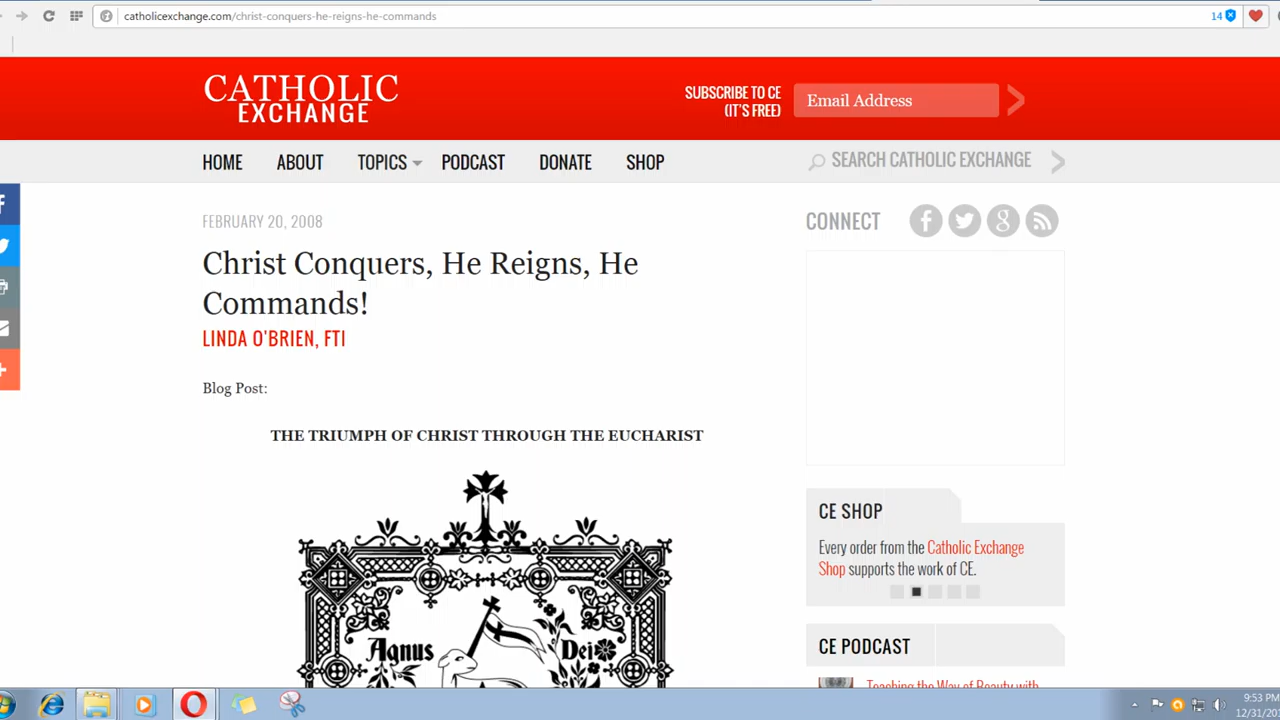 catholicexchange.com/christ-conquers-he-reigns-he-commands
14
CATHOLIC
EXCHANGE
SUBSCRIBE TO CE
(IT'S FREE)
Email Address
HOME ABOUT TOPICS PODCAST DONATE SHOP
SEARCH CATHOLIC EXCHANGE
FEBRUARY 20, 2008
CONNECT
Christ Conquers, He Reigns, He
Commands!
LINDA O'BRIEN, FTI
Blog Post:
THE TRIUMPH OF CHRIST THROUGH THE EUCHARIST
Agnus Dei
CE SHOP
Every order from the Catholic Exchange
Shop supports the work of CE.
CE PODCAST
Teaching the Way of Beauty with
9:53 PM